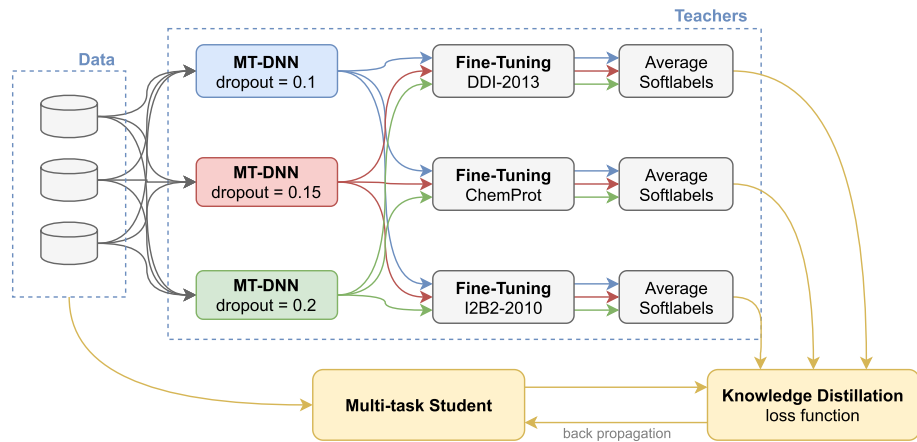 Teachers
Data
MT-DNN
dropout = 0.1
Fine-Tuning
DDI-2013
Average
Softlabels
MT-DNN
dropout = 0.15
Fine-Tuning
ChemProt
Average
Softlabels
MT-DNN
dropout = 0.2
Fine-Tuning
I2B2-2010
Average
Softlabels
Multi-task Student
Knowledge Distillation
loss function
back propagation